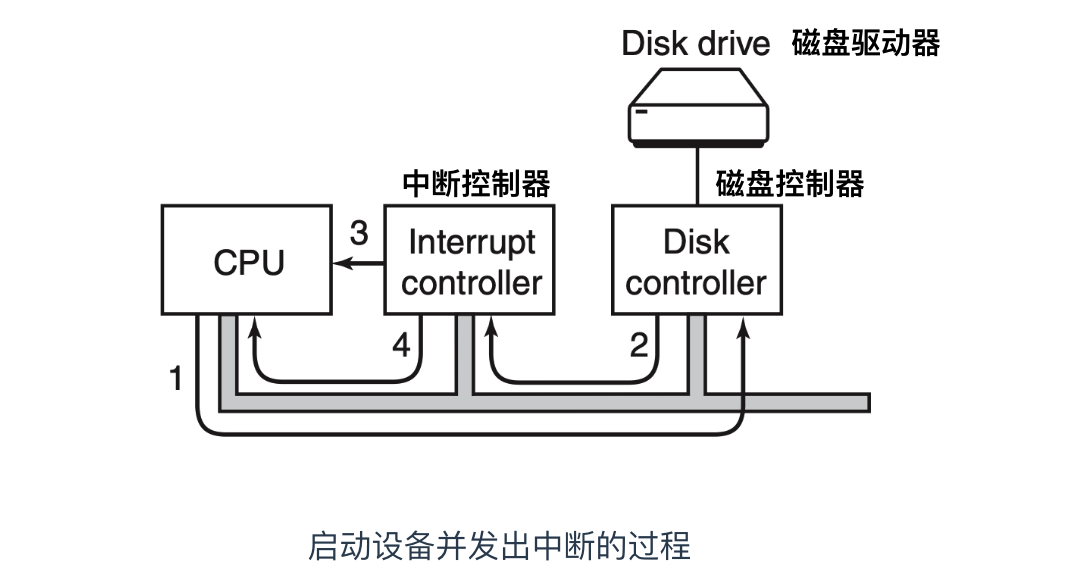 Disk drive 磁盘驱动器
中断控制器
磁盘控制器
CPU
3
Interrupt
controller
Disk
controller
1
4
2
启动设备并发出中断的过程